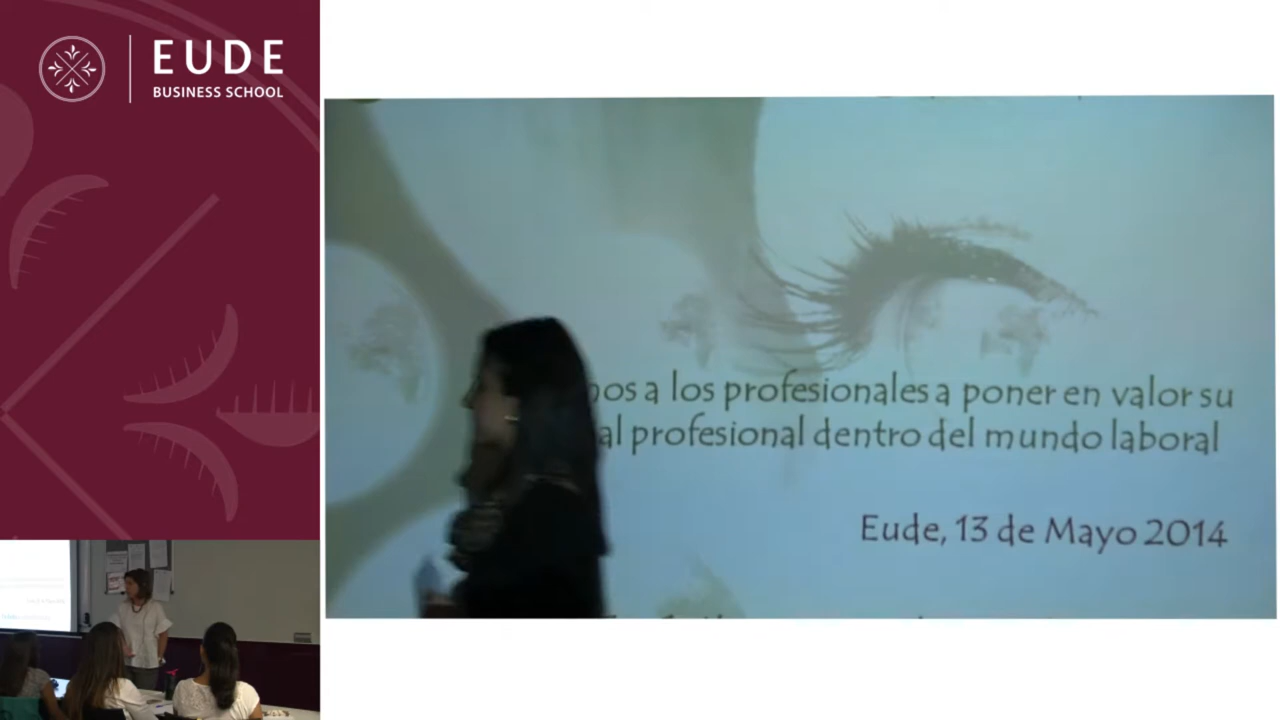 EUDE
BUSINESS SCHOOL
nos a los profesionales a poner en valor su
al profesional dentro del mundo laboral
Eude, 13 de Mayo 2014